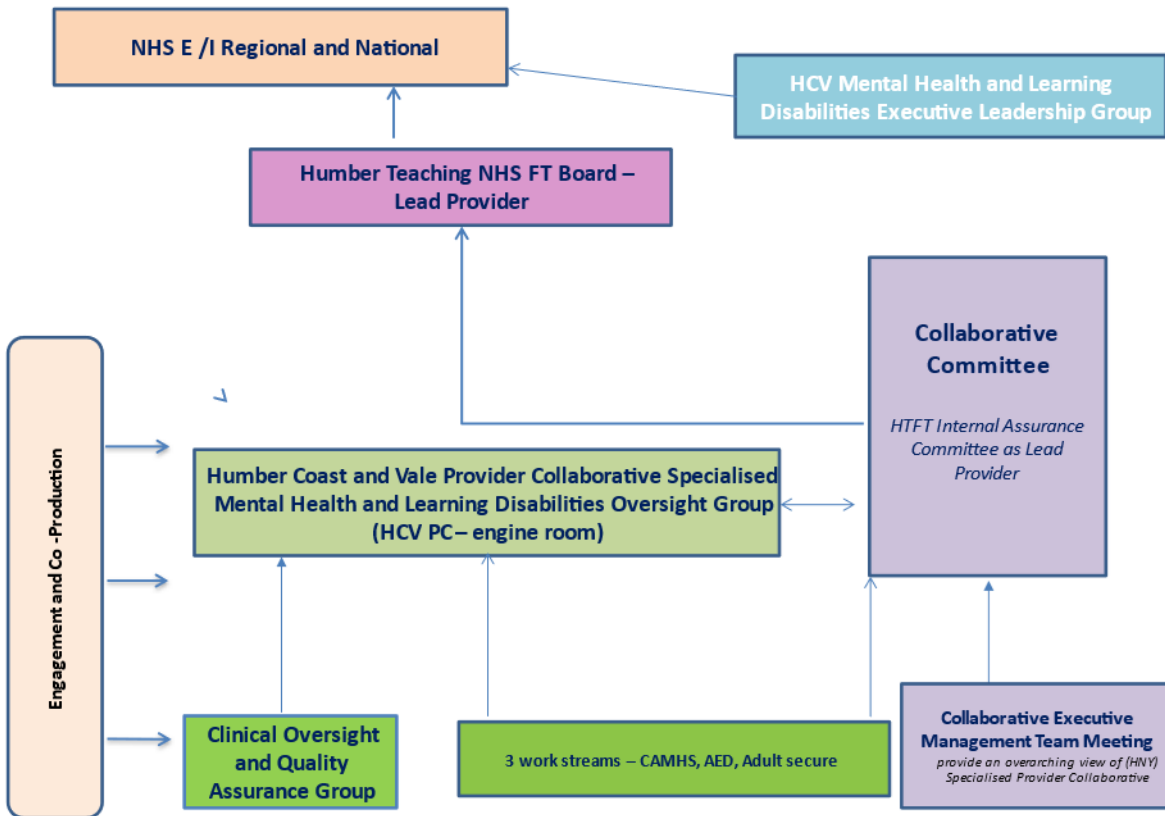 NHS E /I Regional and National
HCV Mental Health and Learning
Disabilities Executive Leadership Group
Humber Teaching NHS FT Board –
Lead Provider
Collaborative
Committee
HTFT Internal Assurance
Committee as Lead
Provider
Engagement and Co -Production
Humber Coast and Vale Provider Collaborative Specialised
Mental Health and Learning Disabilities Oversight Group
(HCV PC – engine room)
Clinical Oversight
and Quality
Assurance Group
3 work streams – CAMHS, AED, Adult secure
Collaborative Executive
Management Team Meeting
provide an overarching view of (HNY)
Specialised Provider Collaborative